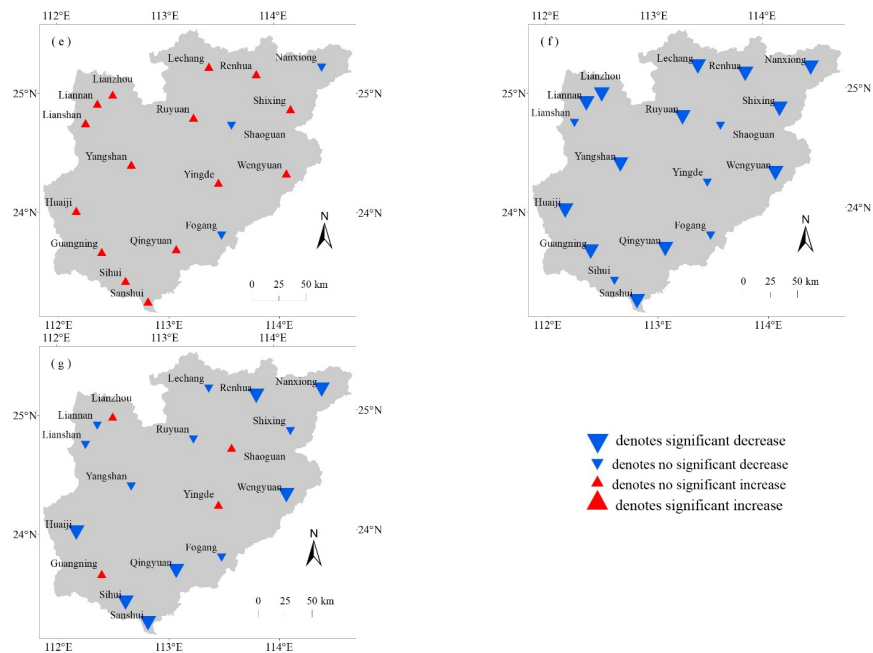 112°E 113°E 114°E
( e )
Lechang
Renhua
Nanxiong
25°N
25°N
Lianzhou
Liannan
Lianshan
Ruyuan
Shixing
Shaoguan
Yangshan
Yingde
Wengyuan
24°N
24°N
Huaiji
Fogang
Guangning
Qingyuan
Sihui
Sanshui
N
0 25 50 km
112°E 113°E 114°E
112°E 113°E 114°E
( f )
Lechang
Renhua
Nanxiong
25°N
25°N
Lianzhou
Liannan
Lianshan
Ruyuan
Shixing
Shaoguan
Yangshan
Yingde
Wengyuan
24°N
24°N
Huaiji
Fogang
Guangning
Qingyuan
Sihui
Sanshui
N
0 25 50 km
112°E 113°E 114°E
( g )
Lechang
Renhua
Nanxiong
25°N
25°N
Lianzhou
Liannan
Lianshan
Ruyuan
Shixing
Shaoguan
Yangshan
Yingde
Wengyuan
24°N
24°N
Huaiji
Fogang
Guangning
Qingyuan
Sihui
Sanshui
N
0 25 50 km
112°E 113°E 114°E
denotes significant decrease
denotes no significant decrease
denotes no significant increase
denotes significant increase